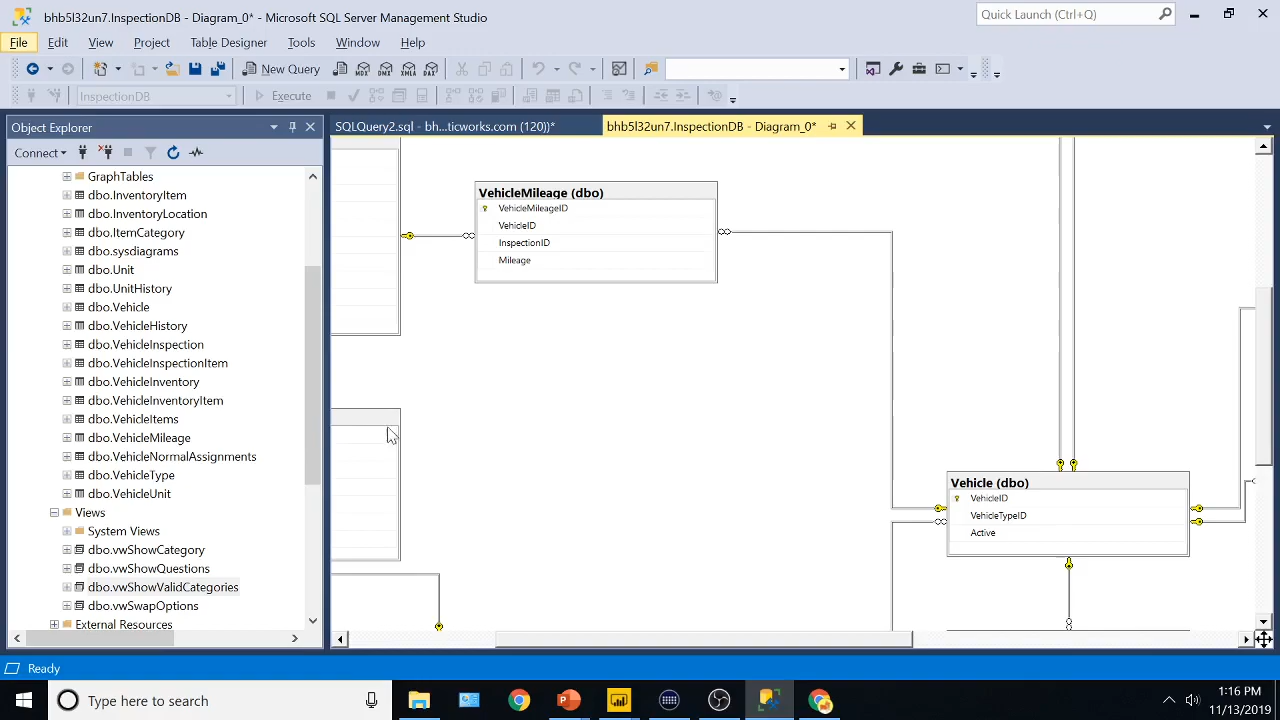 bhb5l32un7.InspectionDB - Diagram_0* - Microsoft SQL Server Management Studio
Quick Launch (Ctrl+Q)
File Edit View Project Table Designer Tools Window Help
New Query
MDX DMX XMLA DAX
InspectionDB
Execute
Object Explorer
SQLQuery2.sql - bh...ticworks.com (120))*
bhb5l32un7.InspectionDB - Diagram_0*
Connect
GraphTables
dbo.InventoryItem
dbo.InventoryLocation
dbo.ItemCategory
dbo.sysdiagrams
dbo.Unit
dbo.UnitHistory
dbo.Vehicle
dbo.VehicleHistory
dbo.VehicleInspection
dbo.VehicleInspectionItem
dbo.VehicleInventory
dbo.VehicleInventoryItem
dbo.VehicleItems
dbo.VehicleMileage
dbo.VehicleNormalAssignments
dbo.VehicleType
dbo.VehicleUnit
Views
System Views
dbo.vwShowCategory
dbo.vwShowQuestions
dbo.vwShowValidCategories
dbo.vwSwapOptions
External Resources
VehicleMileage (dbo)
VehicleMileageID
VehicleID
InspectionID
Mileage
Vehicle (dbo)
VehicleID
VehicleTypeID
Active
Ready
Type here to search
1:16 PM
11/13/2019